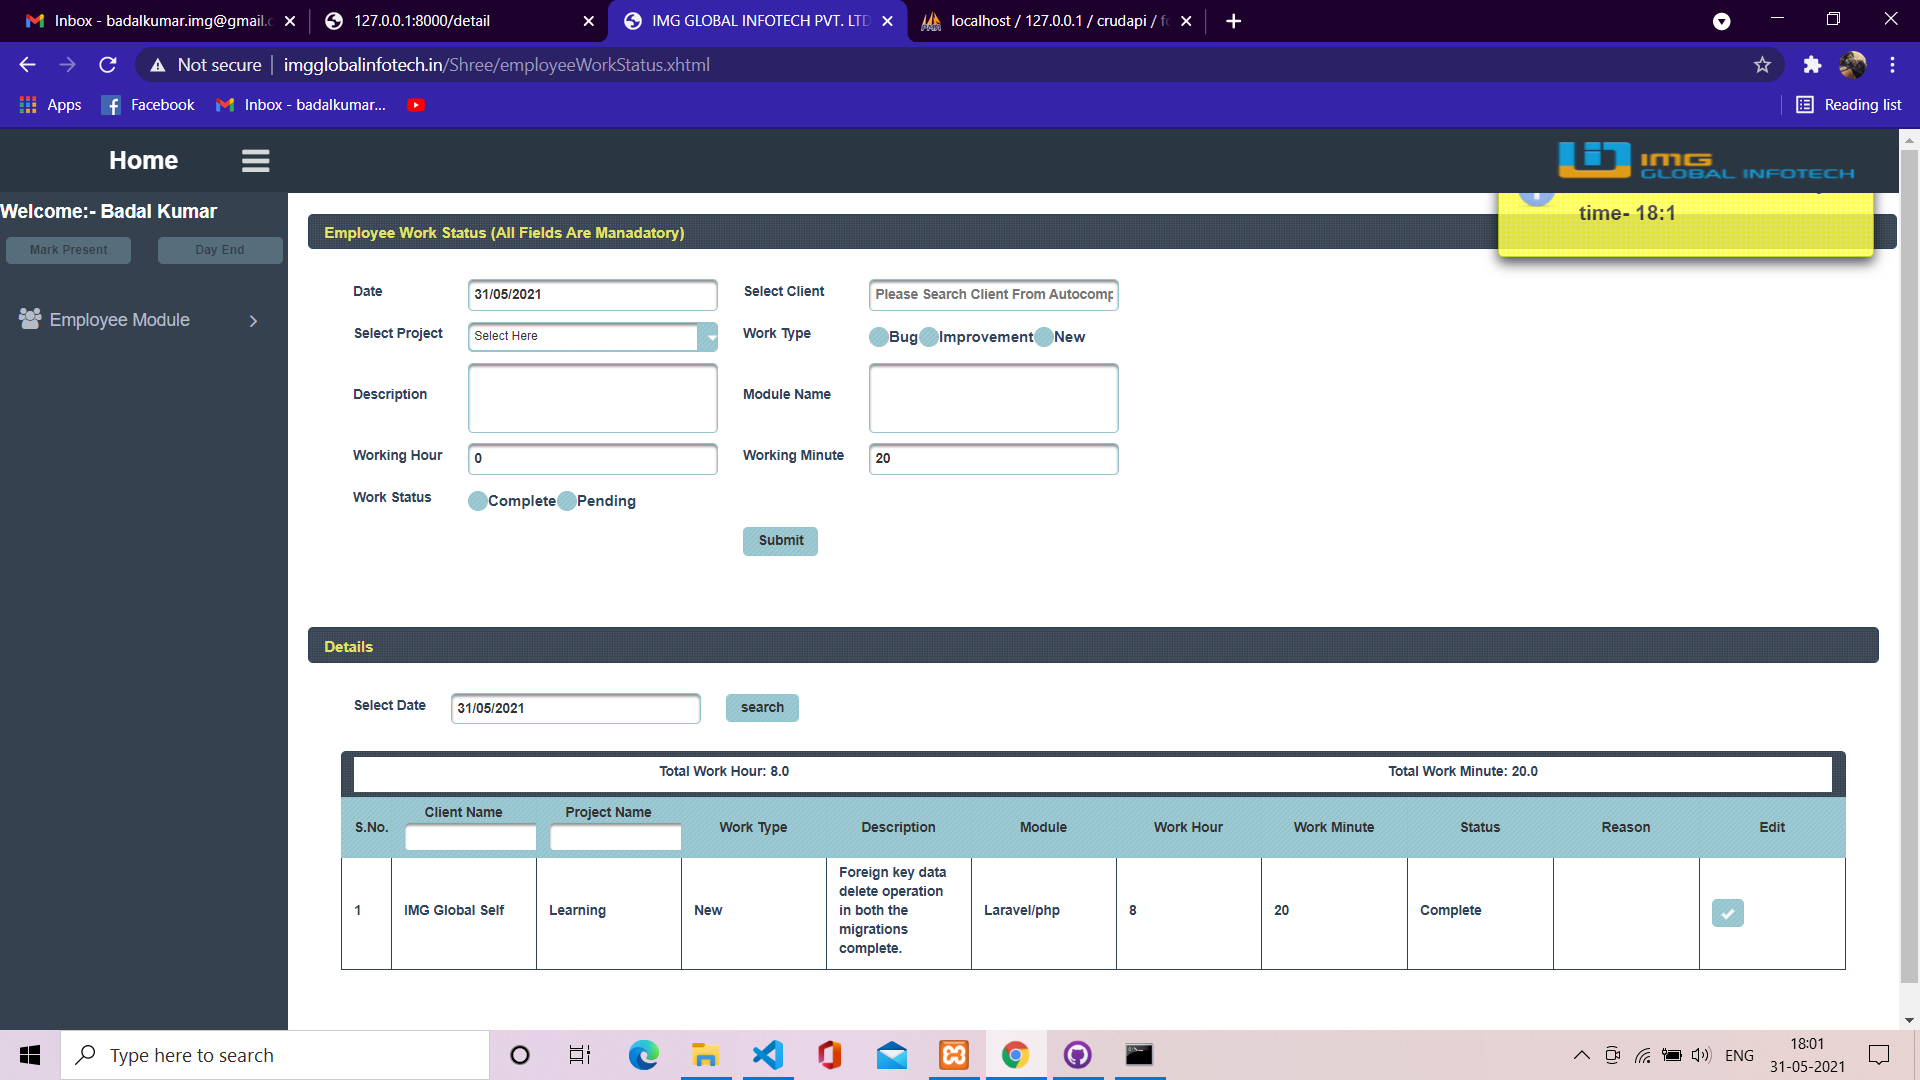 Inbox - badalkumar.img@gmail.c
127.0.0.1:8000/detail
IMG GLOBAL INFOTECH PVT. LTD
localhost / 127.0.0.1 / crudapi / fo
Not secure
imgglobalinfotech.in/Shree/employeeWorkStatus.xhtml
Apps
Facebook
Inbox - badalkumar...
Reading list
Home
IMG
GLOBAL INFOTECH
Welcome:- Badal Kumar
Mark Present
Day End
Employee Module
time- 18:1
Employee Work Status (All Fields Are Manadatory)
Date
31/05/2021
Select Client
Please Search Client From Autocomp
Select Project
Select Here
Work Type
Bug
Improvement
New
Description
Module Name
Working Hour
0
Working Minute
20
Work Status
Complete
Pending
Submit
Details
Select Date
31/05/2021
search
Total Work Hour: 8.0
Total Work Minute: 20.0
S.No.
Client Name
Project Name
Work Type
Description
Module
Work Hour
Work Minute
Status
Reason
Edit
1
IMG Global Self
Learning
New
Foreign key data
delete operation
in both the
migrations
complete.
Laravel/php
8
20
Complete
Type here to search
ENG
18:01
31-05-2021